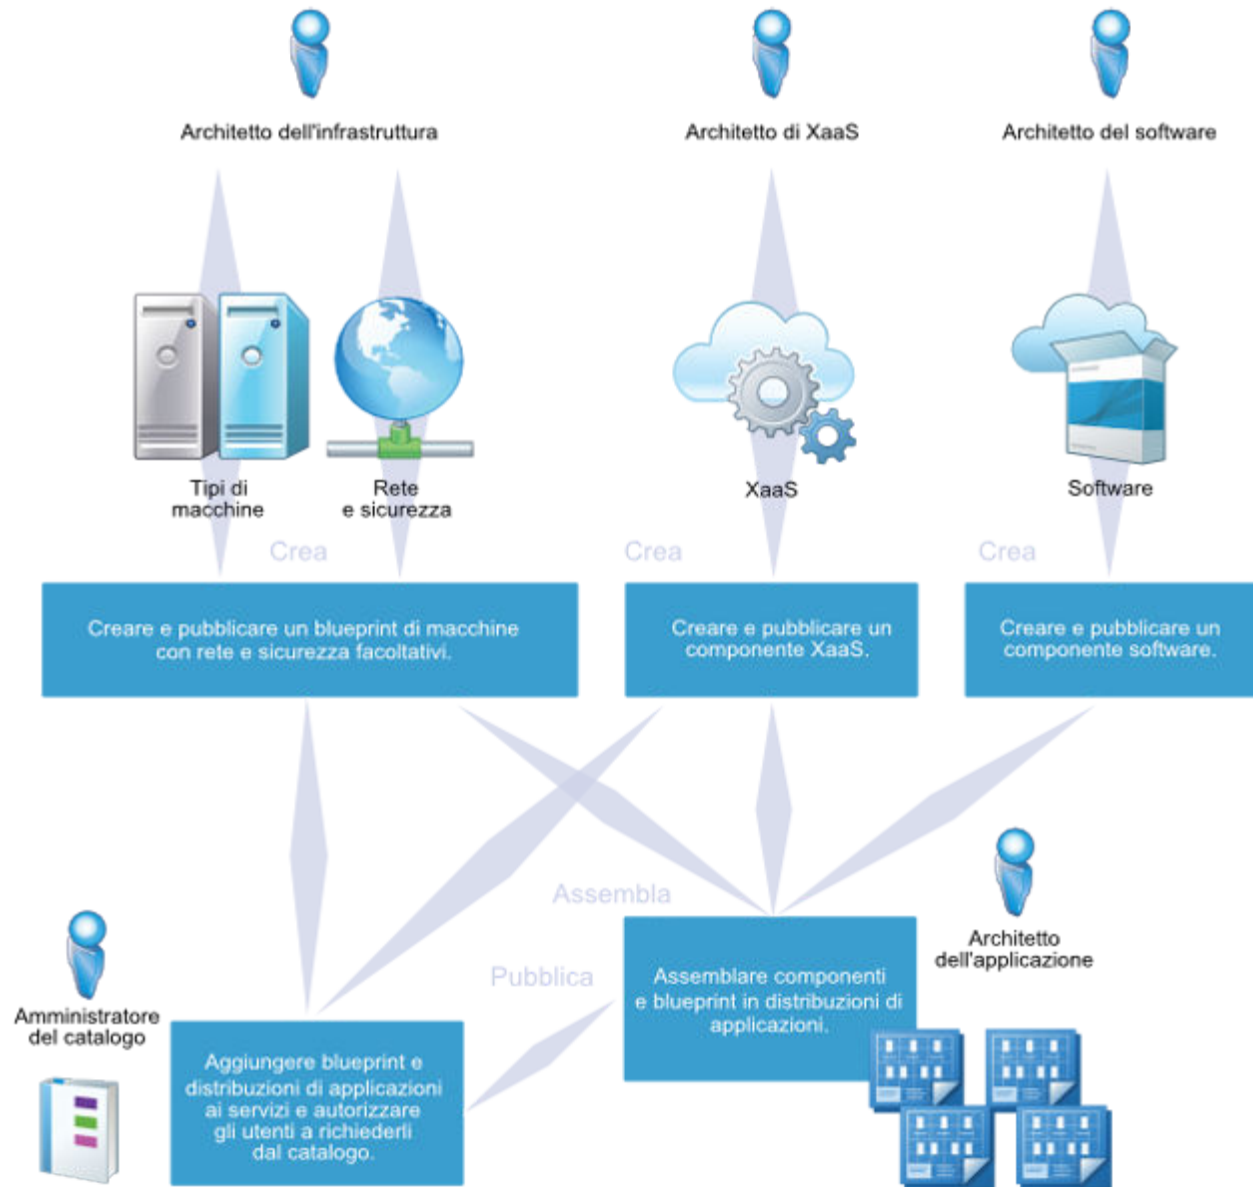 Architetto dell'infrastruttura
Architetto di XaaS
Architetto del software
Tipi di
macchine
Rete
e sicurezza
XaaS
Software
Crea
Crea
Crea
Creare e pubblicare un blueprint di macchine
con rete e sicurezza facoltativi.
Creare e pubblicare un
componente XaaS.
Creare e pubblicare un
componente software.
Assembla
Pubblica
Assemblare componenti
e blueprint in distribuzioni di
applicazioni.
Architetto
dell'applicazione
Amministratore
del catalogo
Aggiungere blueprint e
distribuzioni di applicazioni
ai servizi e autorizzare
gli utenti a richiederli
dal catalogo.